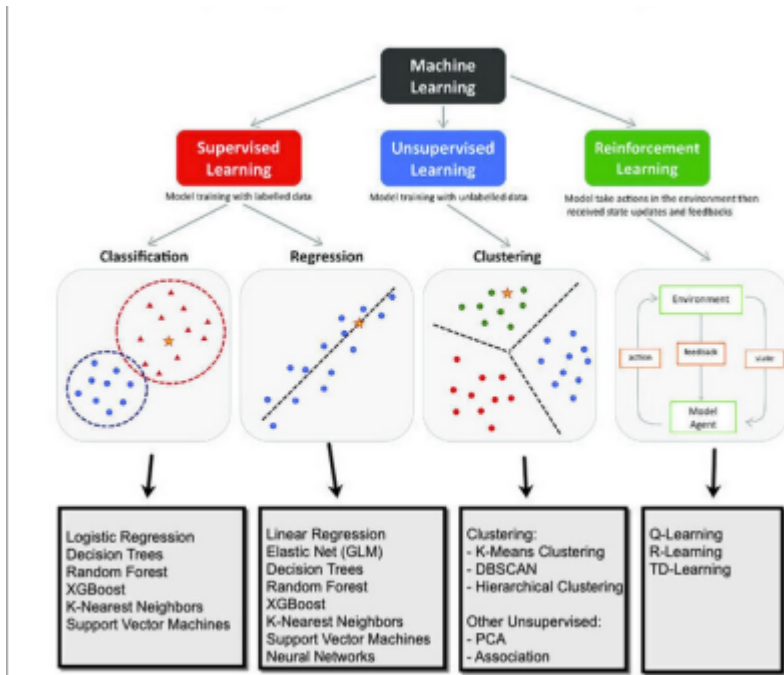 Machine
Learning
Supervised
Learning
Unsupervised
Learning
Reinforcement
Learning
Model training with labelled data
Model training with unlabelled data
Model take actions in the environment then
received state updates and feedbacks
Classification
Regression
Clustering
Environment
action
feedback
state
Model
Agent
Logistic Regression
Decision Trees
Random Forest
XGBoost
K-Nearest Neighbors
Support Vector Machines
Linear Regression
Elastic Net (GLM)
Decision Trees
Random Forest
XGBoost
K-Nearest Neighbors
Support Vector Machines
Neural Networks
Clustering:
- K-Means Clustering
- DBSCAN
- Hierarchical Clustering
Other Unsupervised:
- PCA
- Association
Q-Learning
R-Learning
TD-Learning